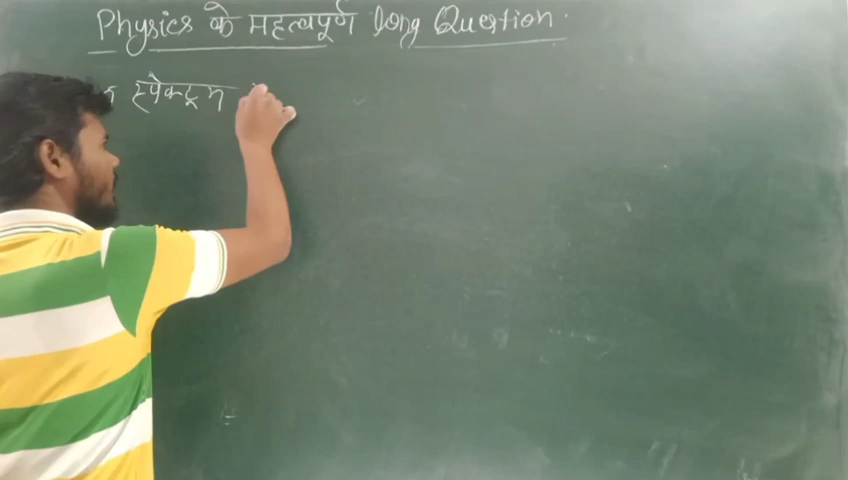 Physics के महत्वपूर्ण long Question.
स्पेक्ट्रम